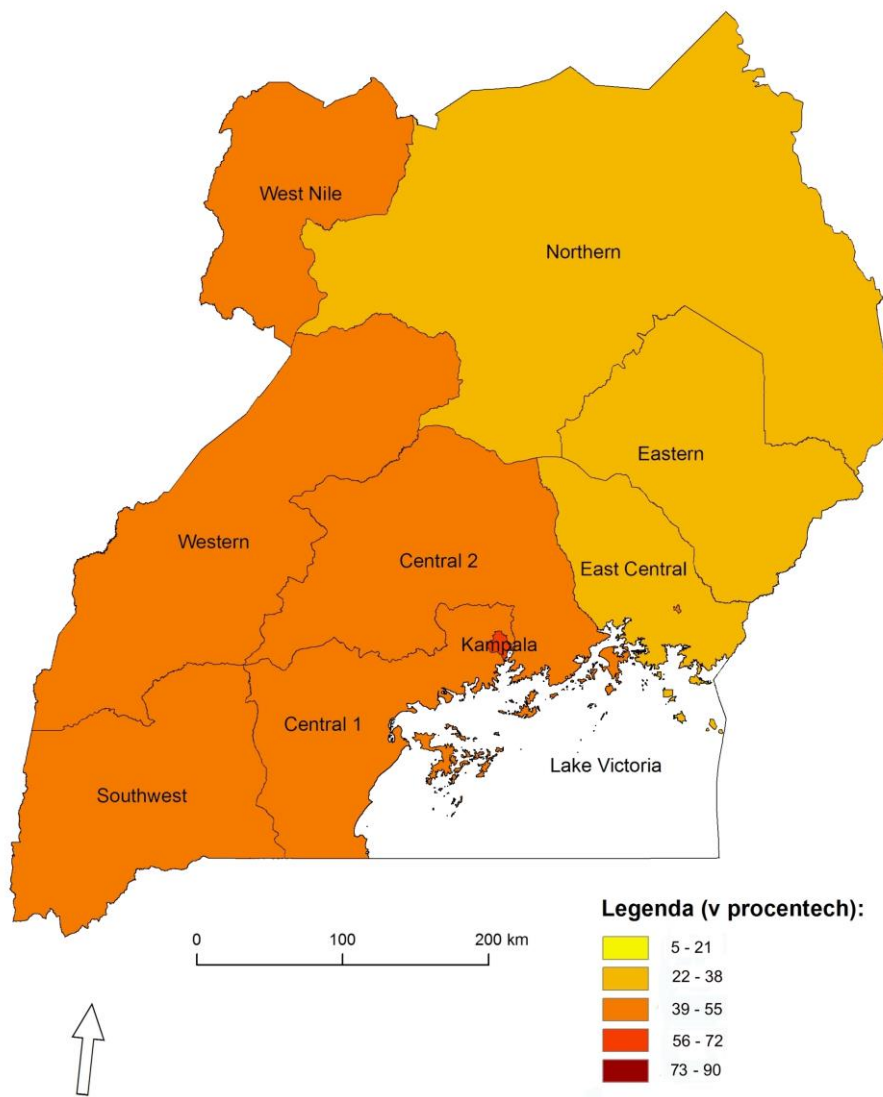 West Nile
Northern
Eastern
Western
Central 2
East Central
Kampala
Central 1
Lake Victoria
Southwest
Legenda (v procentech):
0 100 200 km
5 - 21
22 - 38
39 - 55
56 - 72
73 - 90